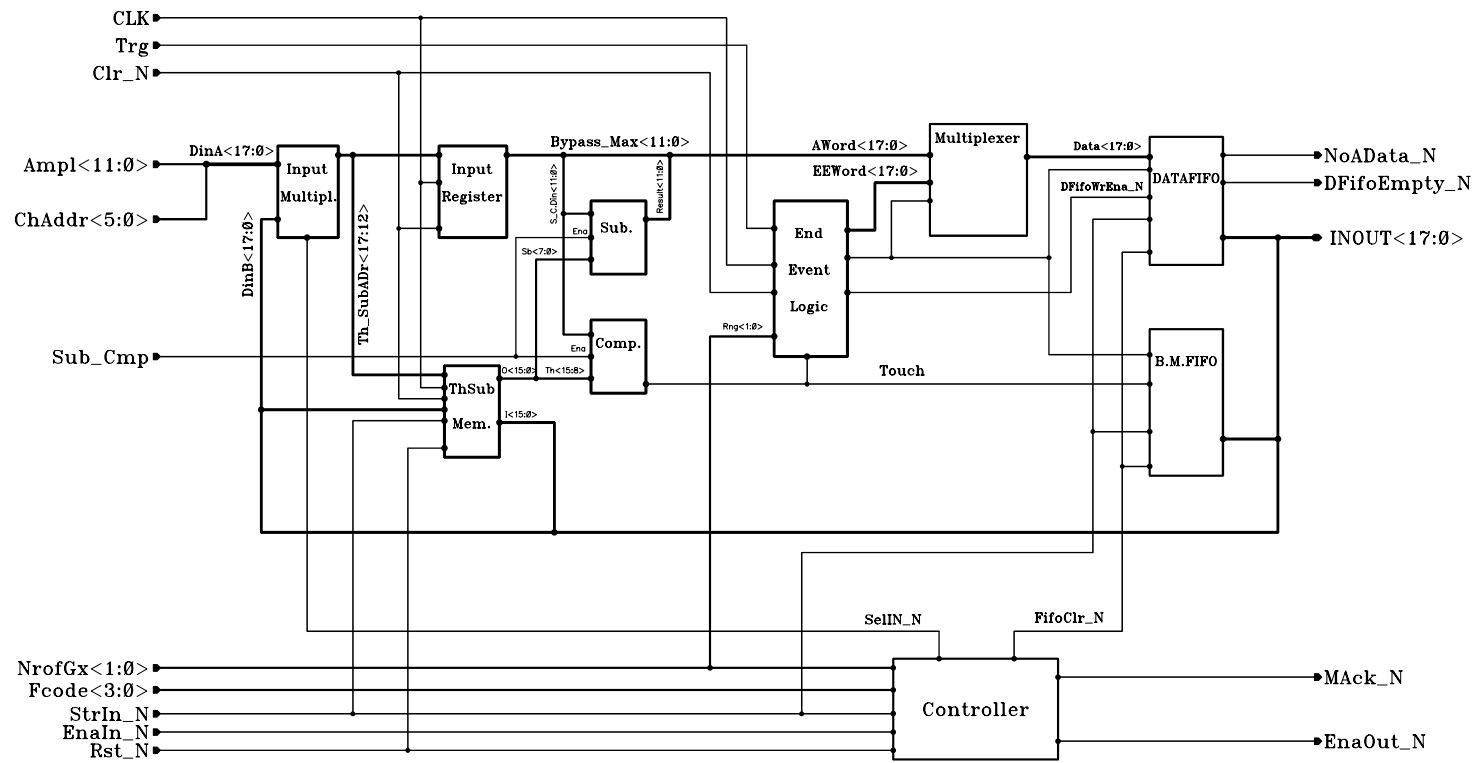 CLK
Trg
Clr_N
Ampl<11:0>
ChAddr<5:0>
DinA<17:0>
DinB<17:0>
Input
Multipl.
Th_SubADr<17:12>
Input
Register
Bypass_Max<11:0>
S_C.Din<11:0>
Result<11:0>
Ena
Sb<7:0>
Sub.
Sub_Cmp
Ena
Comp.
O<15:0>
Th<15:8>
ThSub
Mem.
I<15:0>
End
Event
Logic
Rng<1:0>
Touch
AWord<17:0>
EEWord<17:0>
Multiplexer
Data<17:0>
DFifoWrEna_N
DATAFIFO
B.M.FIFO
NoAData_N
DFifoEmpty_N
INOUT<17:0>
SelIN_N
FifoClr_N
NrofGx<1:0>
Fcode<3:0>
StrIn_N
EnaIn_N
Rst_N
Controller
MAck_N
EnaOut_N